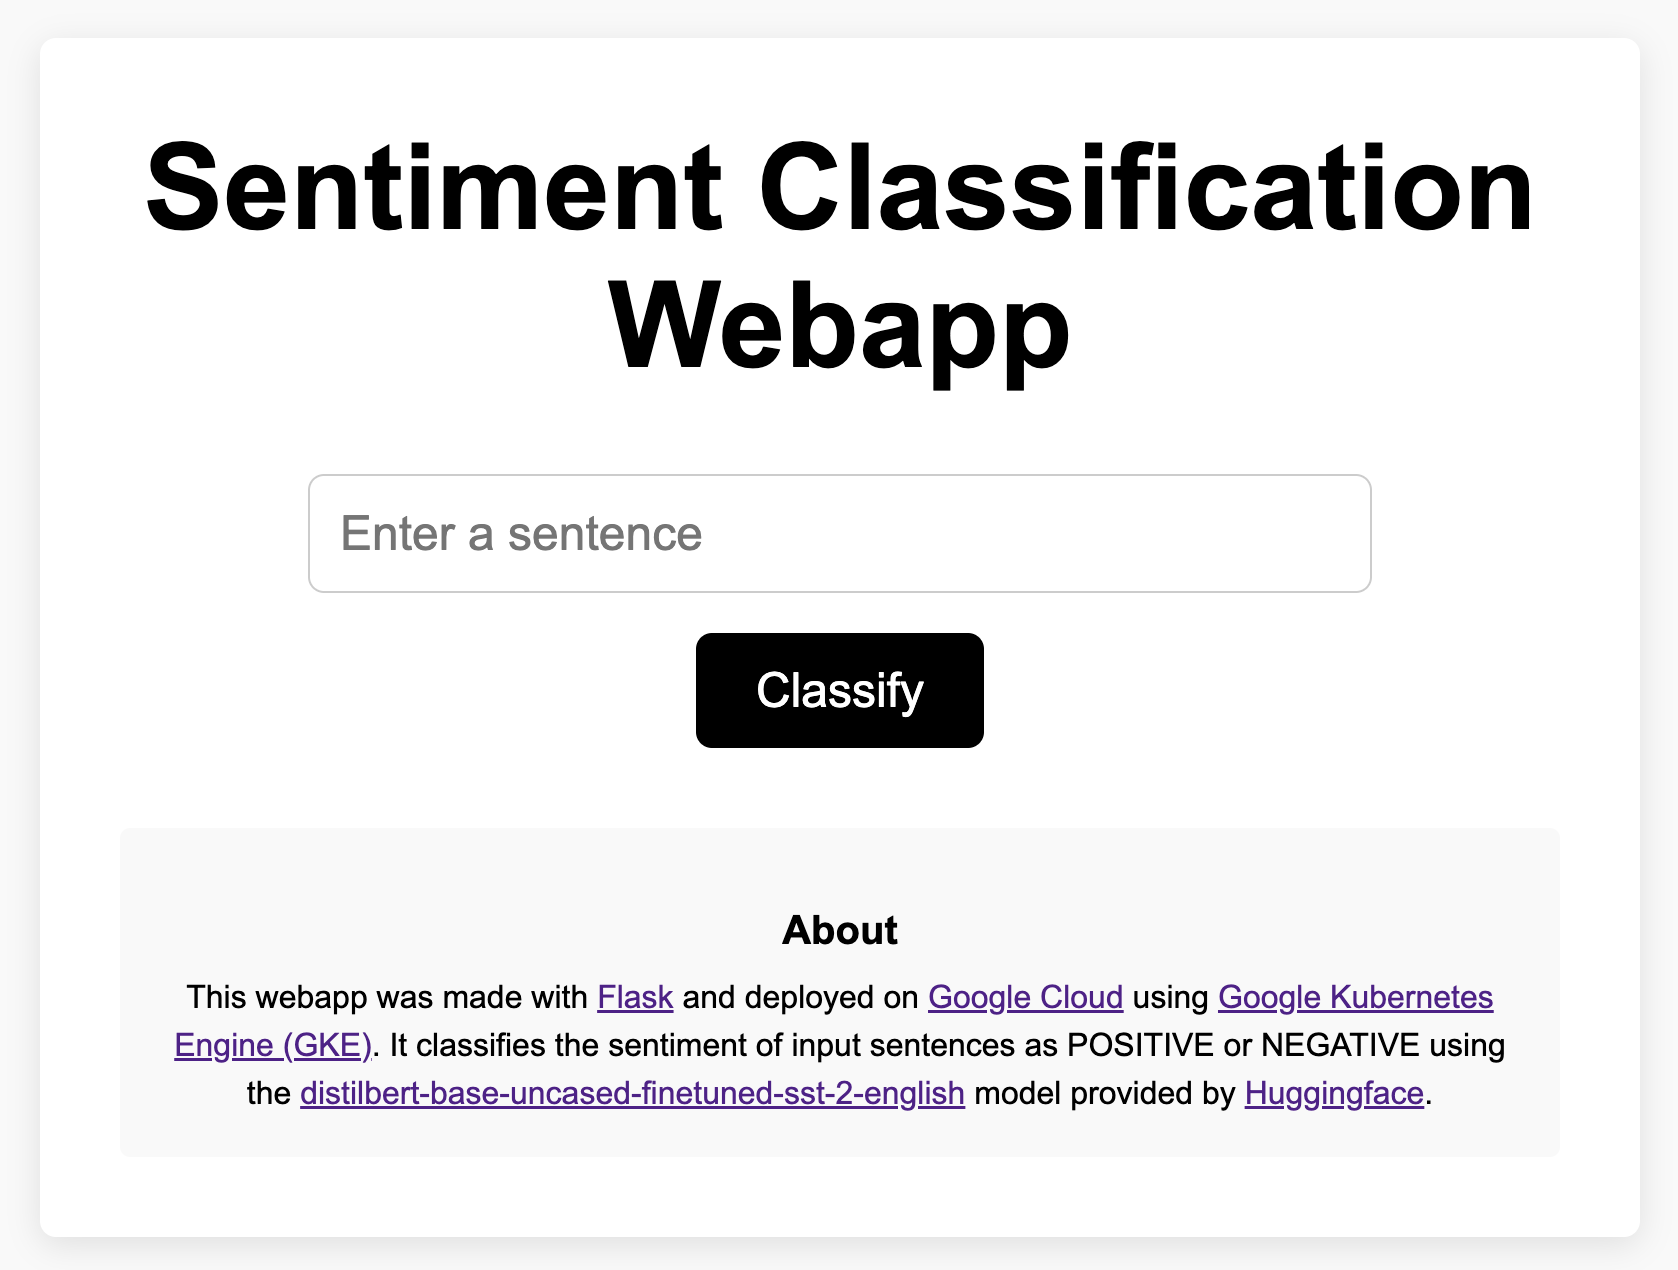 Sentiment Classification
Webapp
Enter a sentence
Classify
About
This webapp was made with Flask and deployed on Google Cloud using Google Kubernetes
Engine (GKE). It classifies the sentiment of input sentences as POSITIVE or NEGATIVE using
the distilbert-base-uncased-finetuned-sst-2-english model provided by Huggingface.